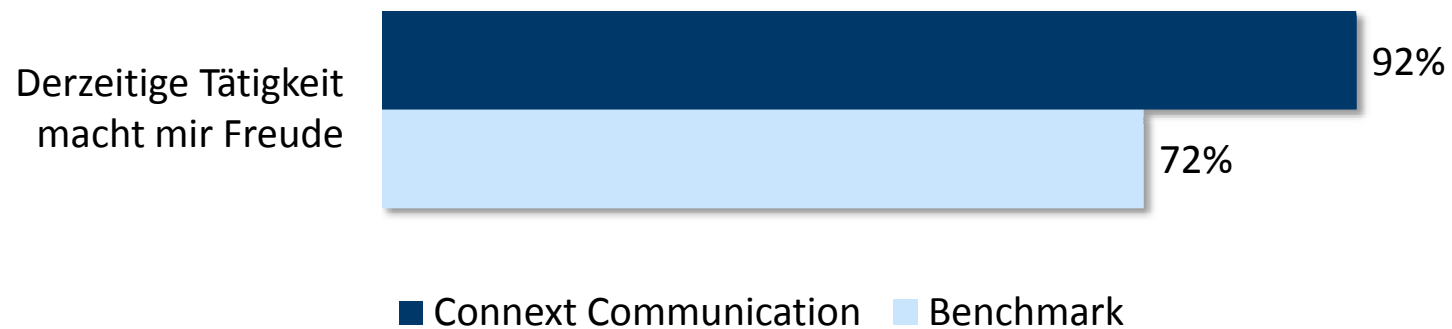 Derzeitige Tätigkeit
macht mir Freude
92%
72%
Connext Communication Benchmark